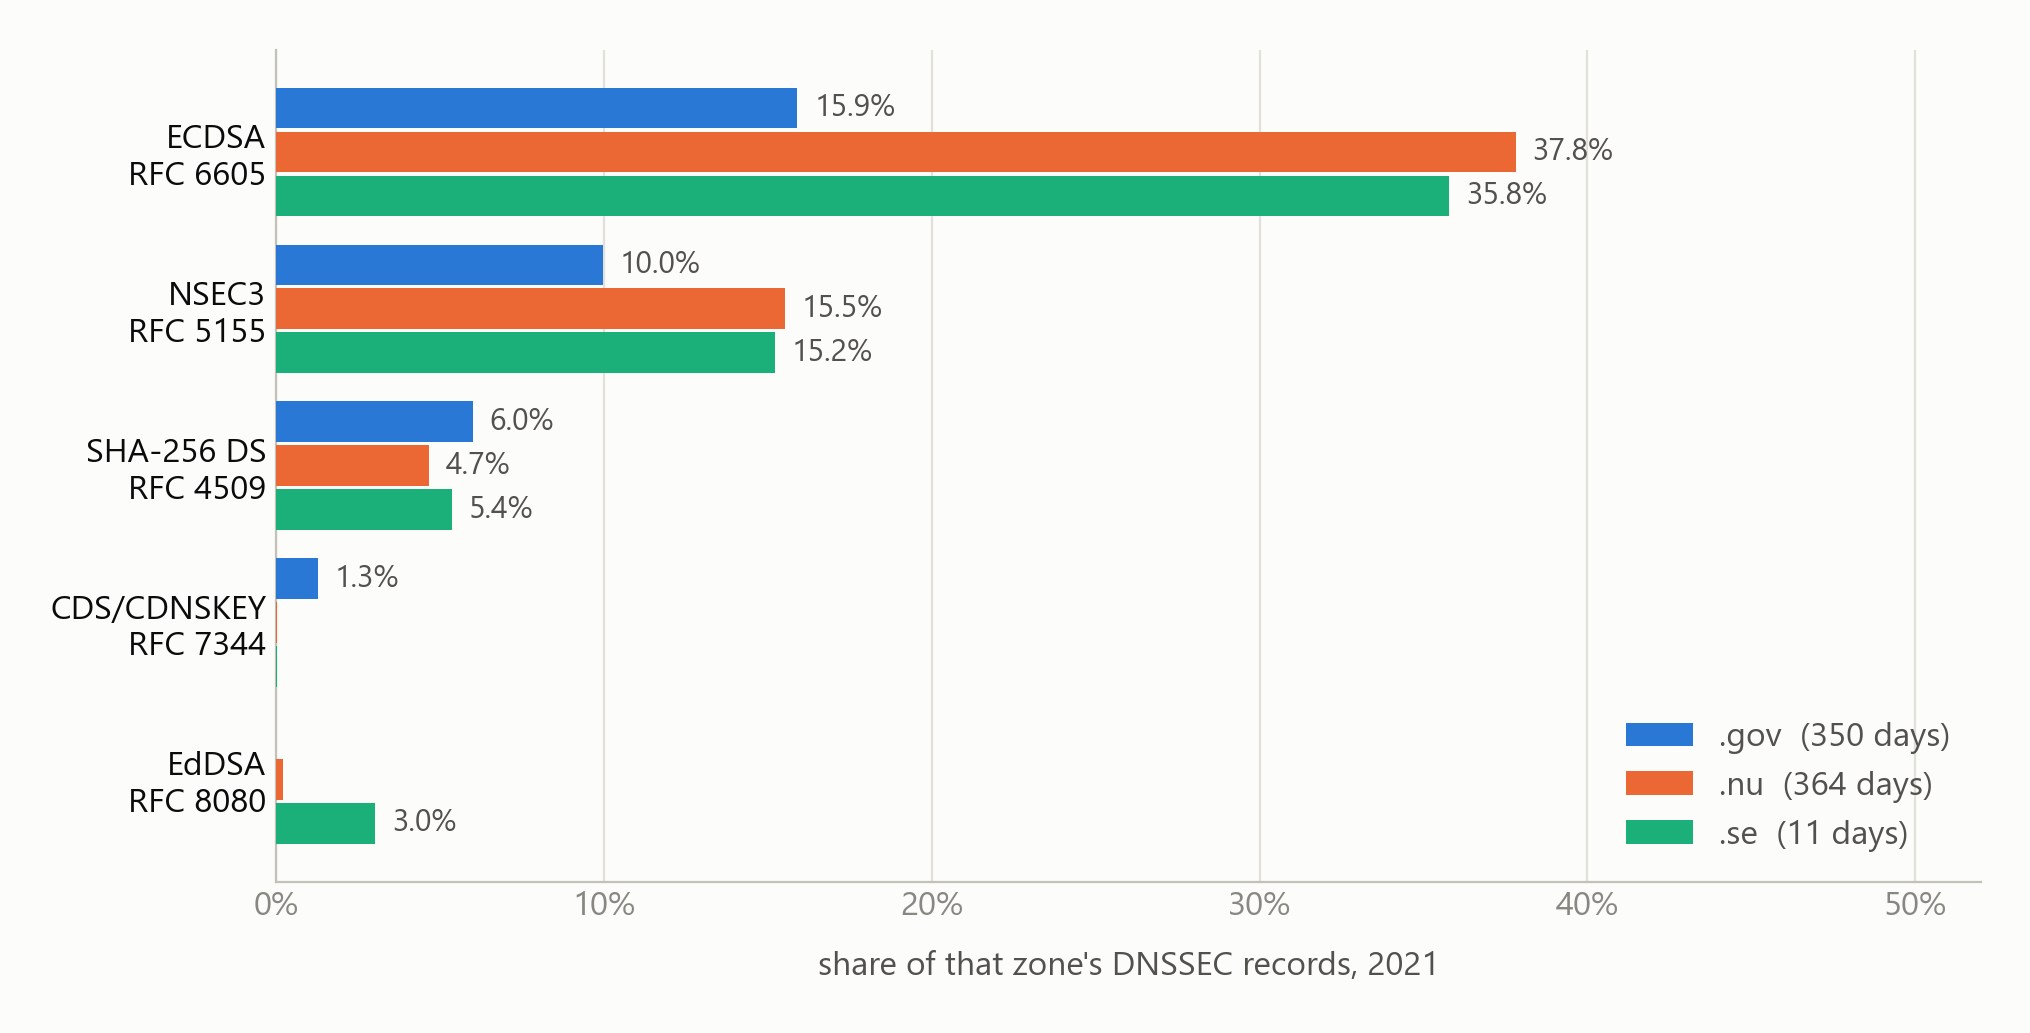 15.9%
ECDSA
37.8%
RFC 6605
35.8%
10.0%
NSEC3
15.5%
RFC 5155
15.2%
6.0%
SHA-256 DS
4.7%
RFC 4509
5.4%
1.3%
CDS/CDNSKEY
RFC 7344
EdDSA
RFC 8080
3.0%
.gov (350 days)
.nu (364 days)
.se (11 days)
0% 10% 20% 30% 40% 50%
share of that zone's DNSSEC records, 2021